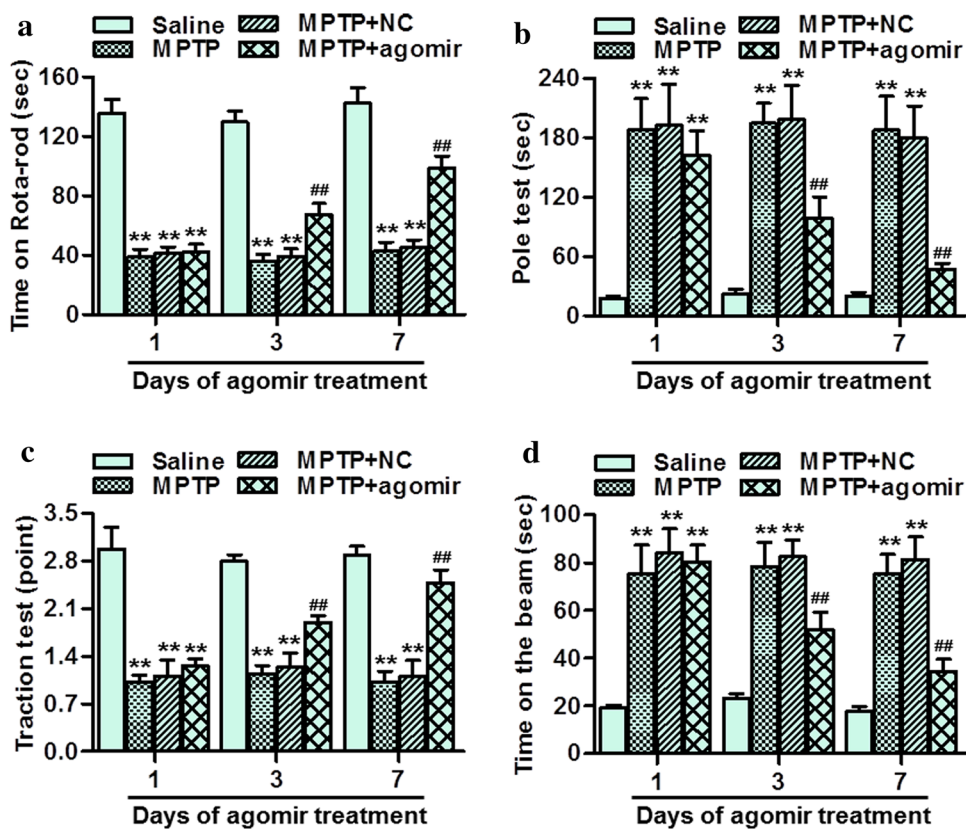 a
Saline MPTP+NC
MPTP MPTP+agomir
Time on Rota-rod (sec)
160
120
80
40
0
** ** **
** ** ##
** ** ##
1 3 7
Days of agomir treatment
b
Saline MPTP+NC
MPTP MPTP+agomir
Pole test (sec)
240
180
120
60
0
** ** **
** ** ##
** ** ##
1 3 7
Days of agomir treatment
c
Saline MPTP+NC
MPTP MPTP+agomir
Traction test (point)
3.5
2.8
2.1
1.4
0.7
0.0
** ** **
** ** ##
** ** ##
1 3 7
Days of agomir treatment
d
Saline MPTP+NC
MPTP MPTP+agomir
Time on the beam (sec)
100
80
60
40
20
0
** ** **
** ** ##
** ** ##
1 3 7
Days of agomir treatment